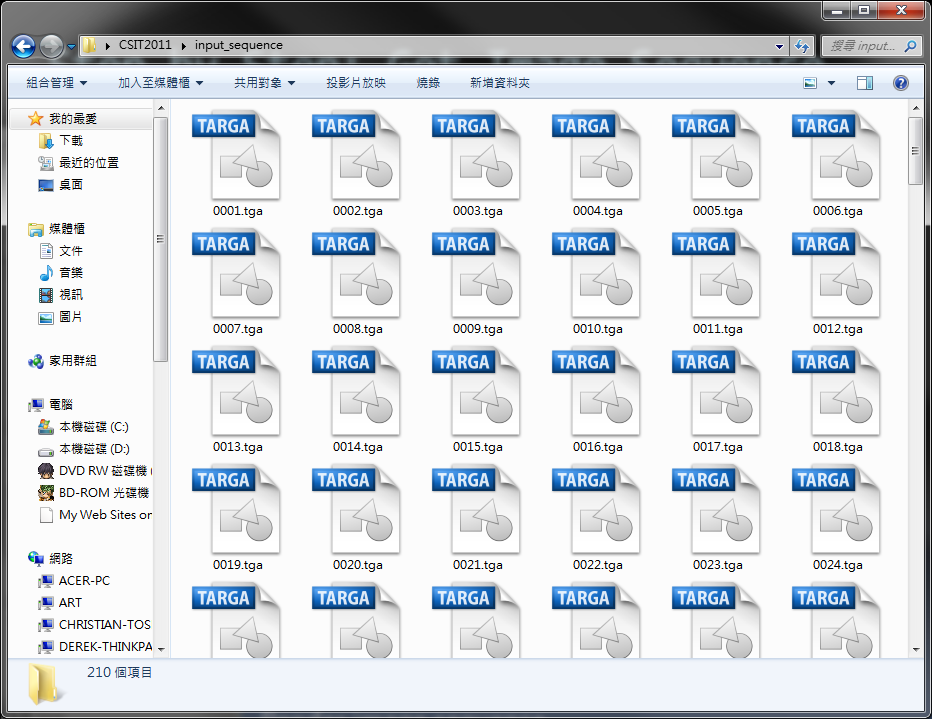 CSIT2011 input_sequence
搜尋 input...
組合管理 加入至媒體櫃 共用對象 投影片放映 燒錄 新增資料夾
我的最愛
下載
最近的位置
桌面
媒體櫃
文件
音樂
視訊
圖片
家用群組
電腦
本機磁碟 (C:)
本機磁碟 (D:)
DVD RW 磁碟機 (
BD-ROM 光碟機
My Web Sites on
網路
ACER-PC
ART
CHRISTIAN-TOS
DEREK-THINKPA
TARGA TARGA TARGA TARGA TARGA TARGA
0001.tga 0002.tga 0003.tga 0004.tga 0005.tga 0006.tga
TARGA TARGA TARGA TARGA TARGA TARGA
0007.tga 0008.tga 0009.tga 0010.tga 0011.tga 0012.tga
TARGA TARGA TARGA TARGA TARGA TARGA
0013.tga 0014.tga 0015.tga 0016.tga 0017.tga 0018.tga
TARGA TARGA TARGA TARGA TARGA TARGA
0019.tga 0020.tga 0021.tga 0022.tga 0023.tga 0024.tga
TARGA TARGA TARGA TARGA TARGA TARGA
210 個項目